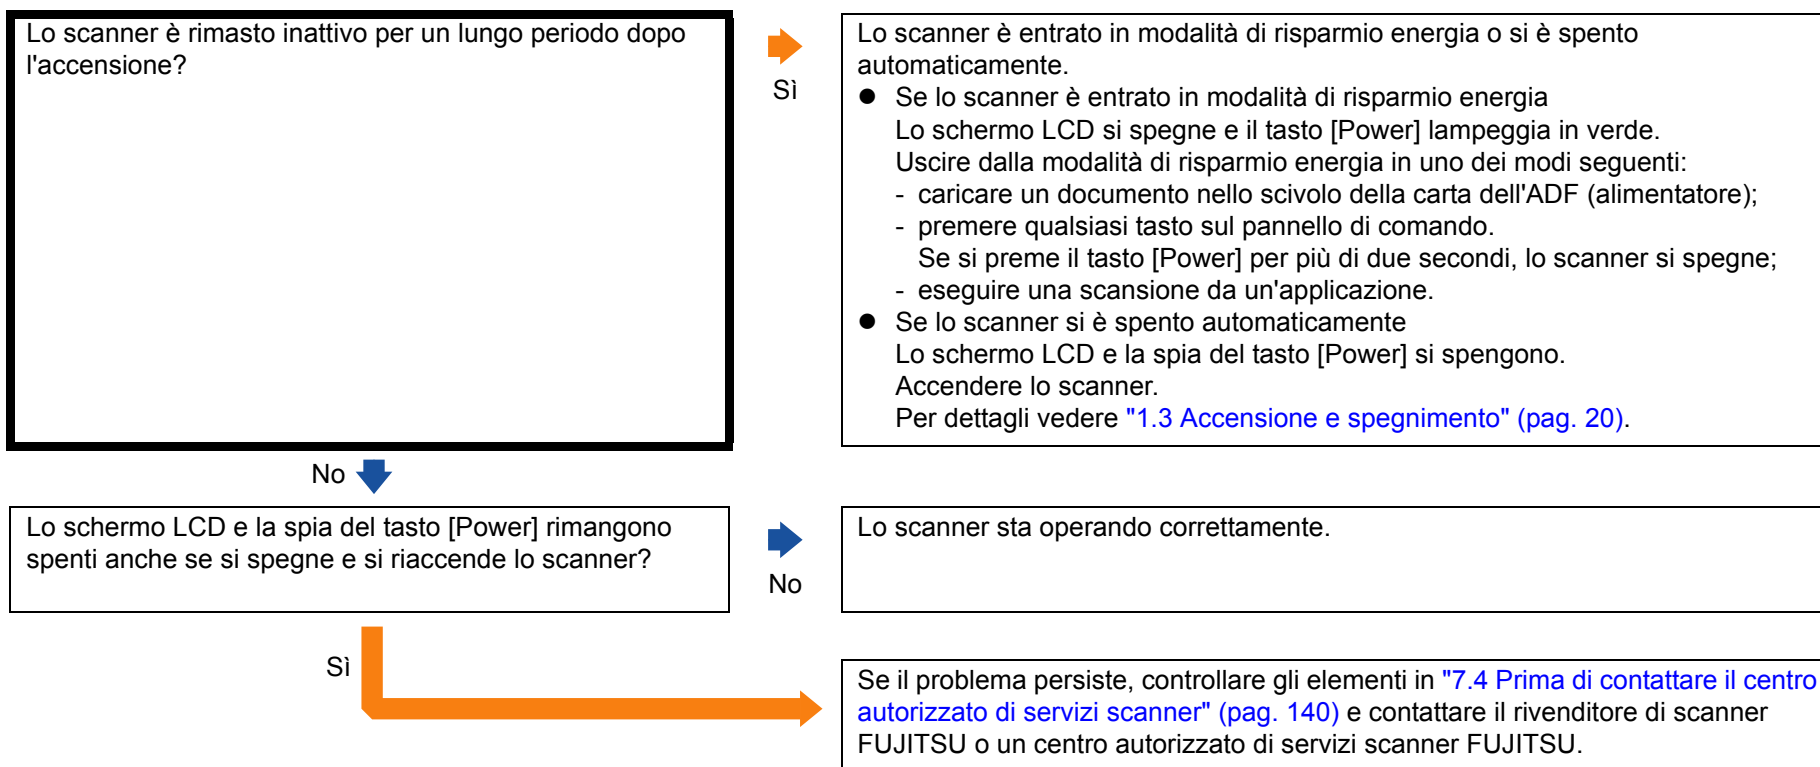 Lo scanner è rimasto inattivo per un lungo periodo dopo
l'accensione?
Sì
Lo scanner è entrato in modalità di risparmio energia o si è spento
automaticamente.
● Se lo scanner è entrato in modalità di risparmio energia
Lo schermo LCD si spegne e il tasto [Power] lampeggia in verde.
Uscire dalla modalità di risparmio energia in uno dei modi seguenti:
- caricare un documento nello scivolo della carta dell'ADF (alimentatore);
- premere qualsiasi tasto sul pannello di comando.
Se si preme il tasto [Power] per più di due secondi, lo scanner si spegne;
- eseguire una scansione da un'applicazione.
● Se lo scanner si è spento automaticamente
Lo schermo LCD e la spia del tasto [Power] si spengono.
Accendere lo scanner.
Per dettagli vedere "1.3 Accensione e spegnimento" (pag. 20).
No
Lo schermo LCD e la spia del tasto [Power] rimangono
spenti anche se si spegne e si riaccende lo scanner?
No
Lo scanner sta operando correttamente.
Sì
Se il problema persiste, controllare gli elementi in "7.4 Prima di contattare il centro
autorizzato di servizi scanner" (pag. 140) e contattare il rivenditore di scanner
FUJITSU o un centro autorizzato di servizi scanner FUJITSU.